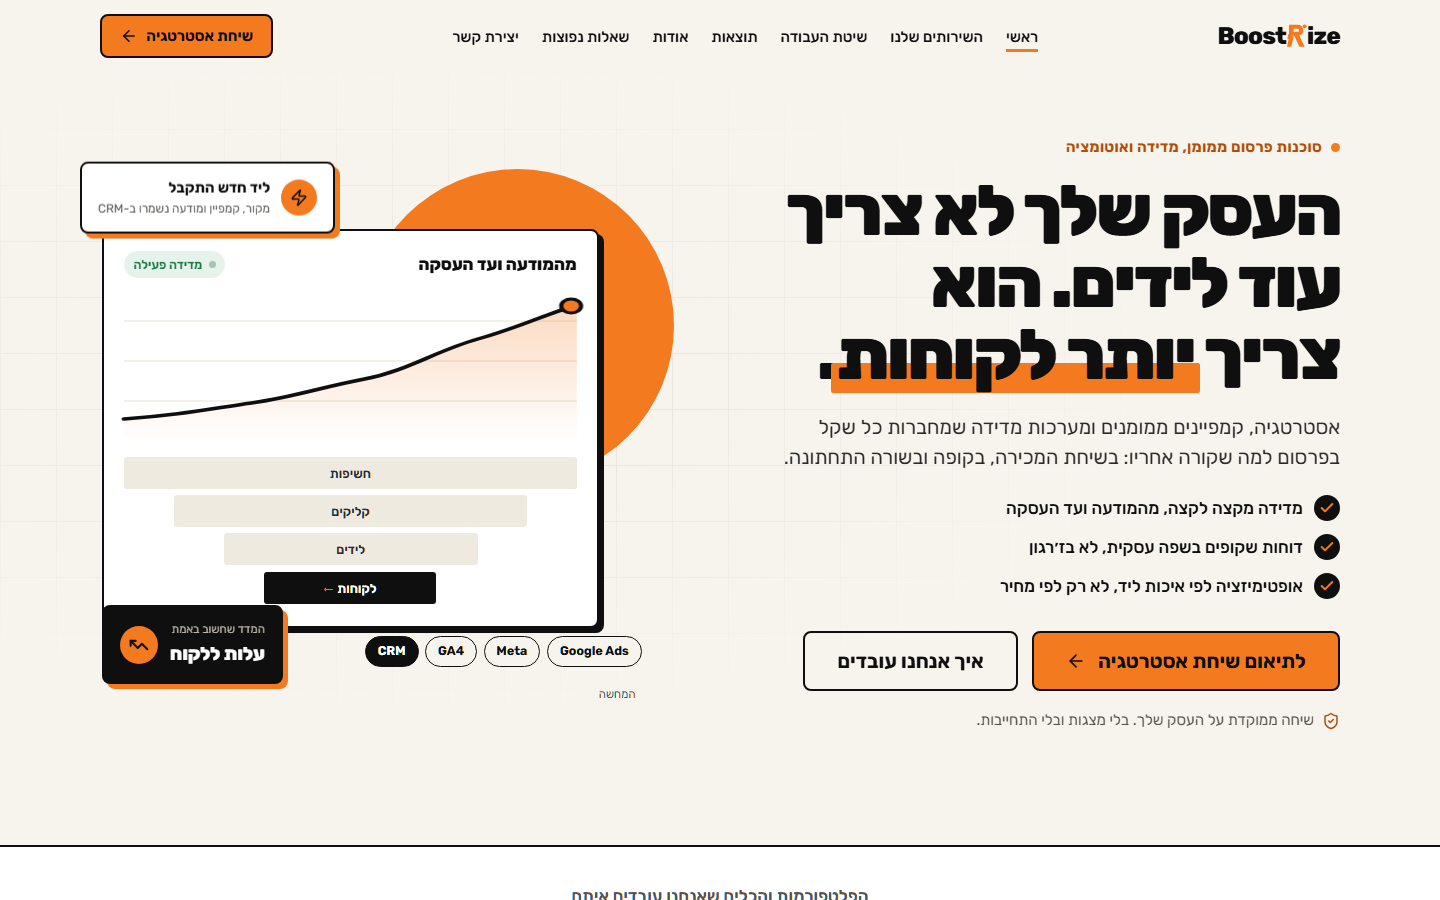 BoostRize
ראשי
השירותים שלנו
שיטת העבודה
תוצאות
אודות
שאלות נפוצות
יצירת קשר
שיחת אסטרטגיה
סוכנות פרסום ממומן, מדידה ואוטומציה
העסק שלך לא צריך
עוד לידים. הוא
צריך יותר לקוחות.
אסטרטגיה, קמפיינים ממומנים ומערכות מדידה שמחברות כל שקל
בפרסום למה שקורה אחריו: בשיחת המכירה, בקופה ובשורה התחתונה.
מדידה מקצה לקצה, מהמודעה ועד העסקה
דוחות שקופים בשפה עסקית, לא בז׳רגון
אופטימיזציה לפי איכות ליד, לא רק לפי מחיר
לתיאום שיחת אסטרטגיה
איך אנחנו עובדים
שיחה ממוקדת על העסק שלך. בלי מצגות ובלי התחייבות.
ליד חדש התקבל
מקור, קמפיין ומודעה נשמרו ב-CRM
מהמודעה ועד העסקה
מדידה פעילה
חשיפות
קליקים
לידים
לקוחות ←
המדד שחשוב באמת
עלות ללקוח
Google Ads
Meta
GA4
CRM
המחשה
הפלטפורמות והכלים שאנחנו עובדים איתם